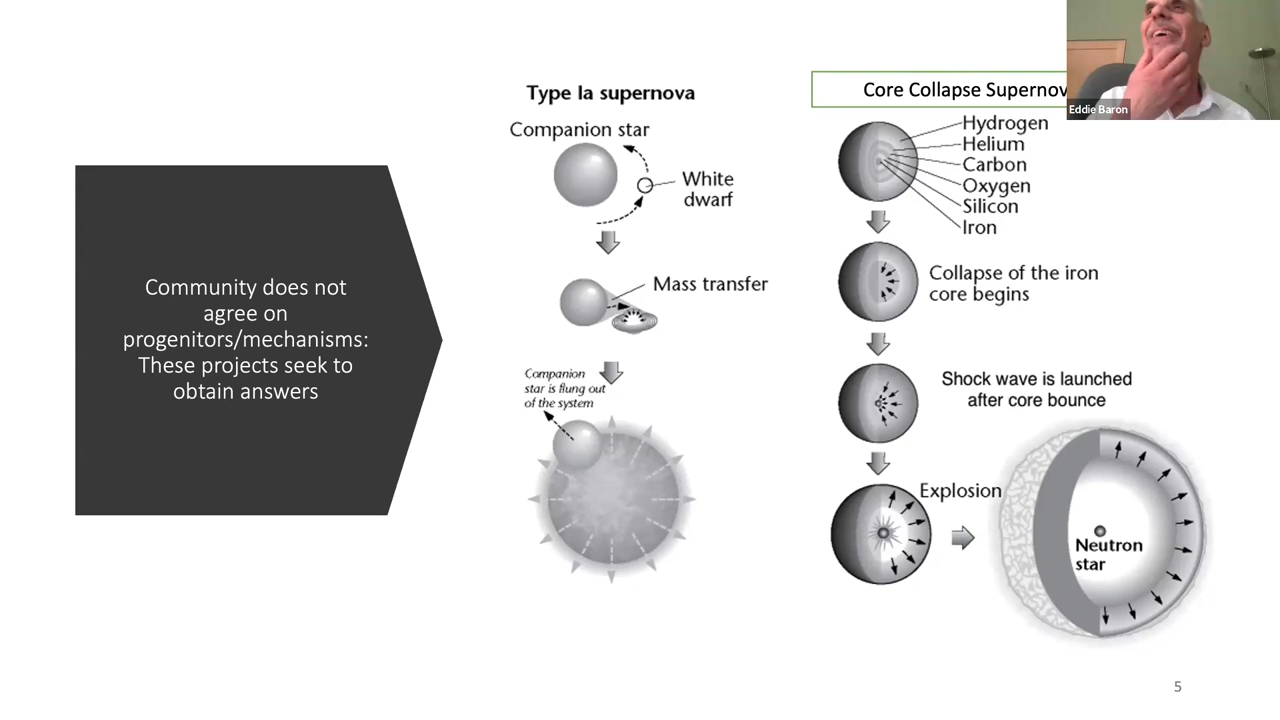 Community does not
agree on
progenitors/mechanisms:
These projects seek to
obtain answers
Type Ia supernova
Companion star
White
dwarf
Mass transfer
Companion
star is flung out
of the system
Core Collapse Supernov
Hydrogen
Helium
Carbon
Oxygen
Silicon
Iron
Collapse of the iron
core begins
Shock wave is launched
after core bounce
Explosion
Neutron
star
Eddie Baron
5